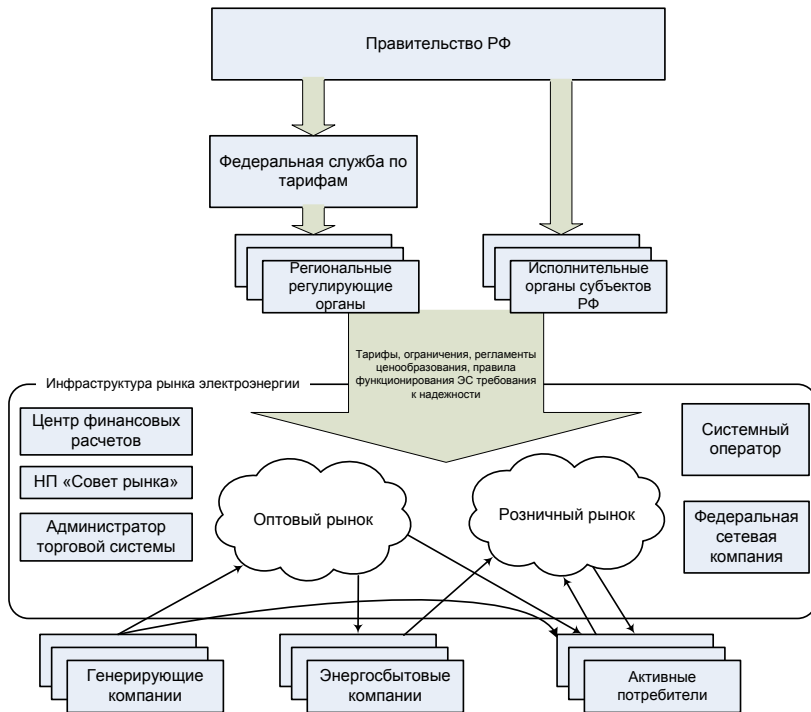 Правительство РФ
Федеральная служба по
тарифам
Региональные
регулирующие
органы
Исполнительные
органы субъектов
РФ
Тарифы, ограничения, регламенты
ценообразования, правила
функционирования ЭС требования
к надежности
Инфраструктура рынка электроэнергии
Центр финансовых
расчетов
НП «Совет рынка»
Администратор
торговой системы
Оптовый рынок
Розничный рынок
Системный
оператор
Федеральная
сетевая
компания
Генерирующие
компании
Энергосбытовые
компании
Активные
потребители